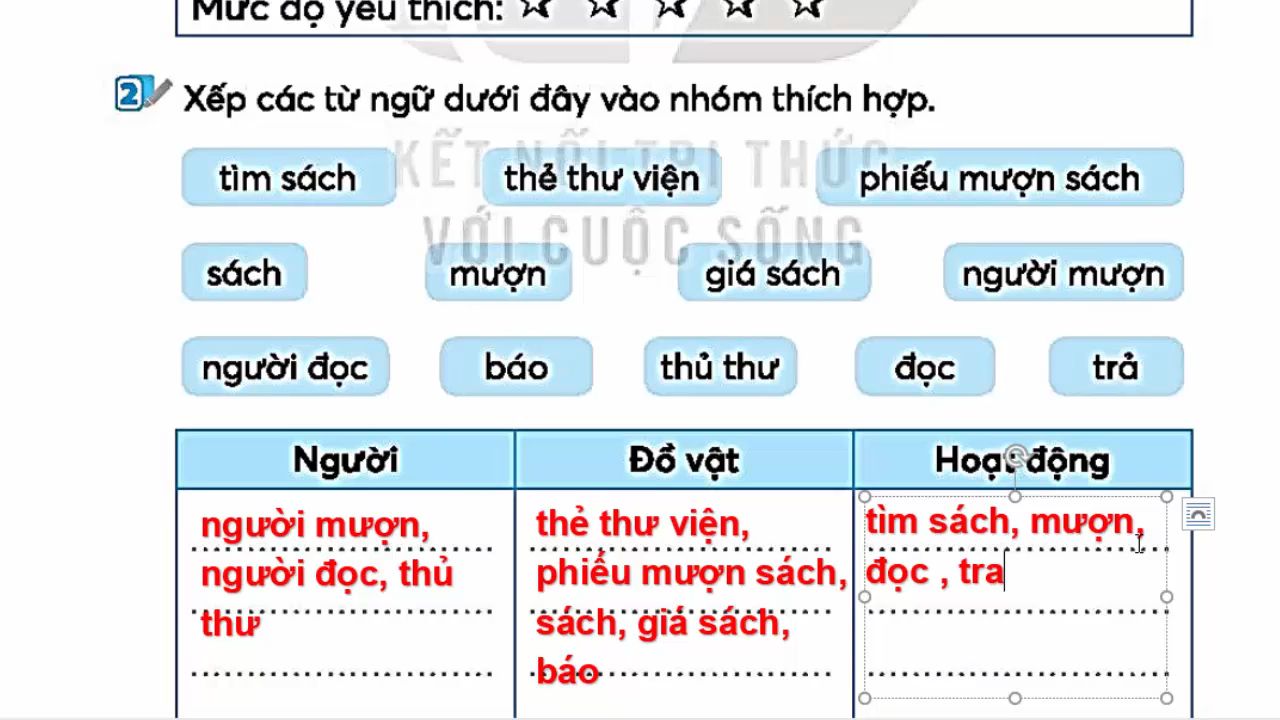 Mức độ yêu thích:
2 Xếp các từ ngữ dưới đây vào nhóm thích hợp.
KẾT NỐI TRI THỨC
VỚI CUỘC SỐNG
tìm sách thẻ thư viện phiếu mượn sách
sách mượn giá sách người mượn
người đọc báo thủ thư đọc trả
Người Đồ vật Hoạt động
người mượn,
người đọc, thủ
thư
thẻ thư viện,
phiếu mượn sách,
sách, giá sách,
báo
tìm sách, mượn,
đọc , tra